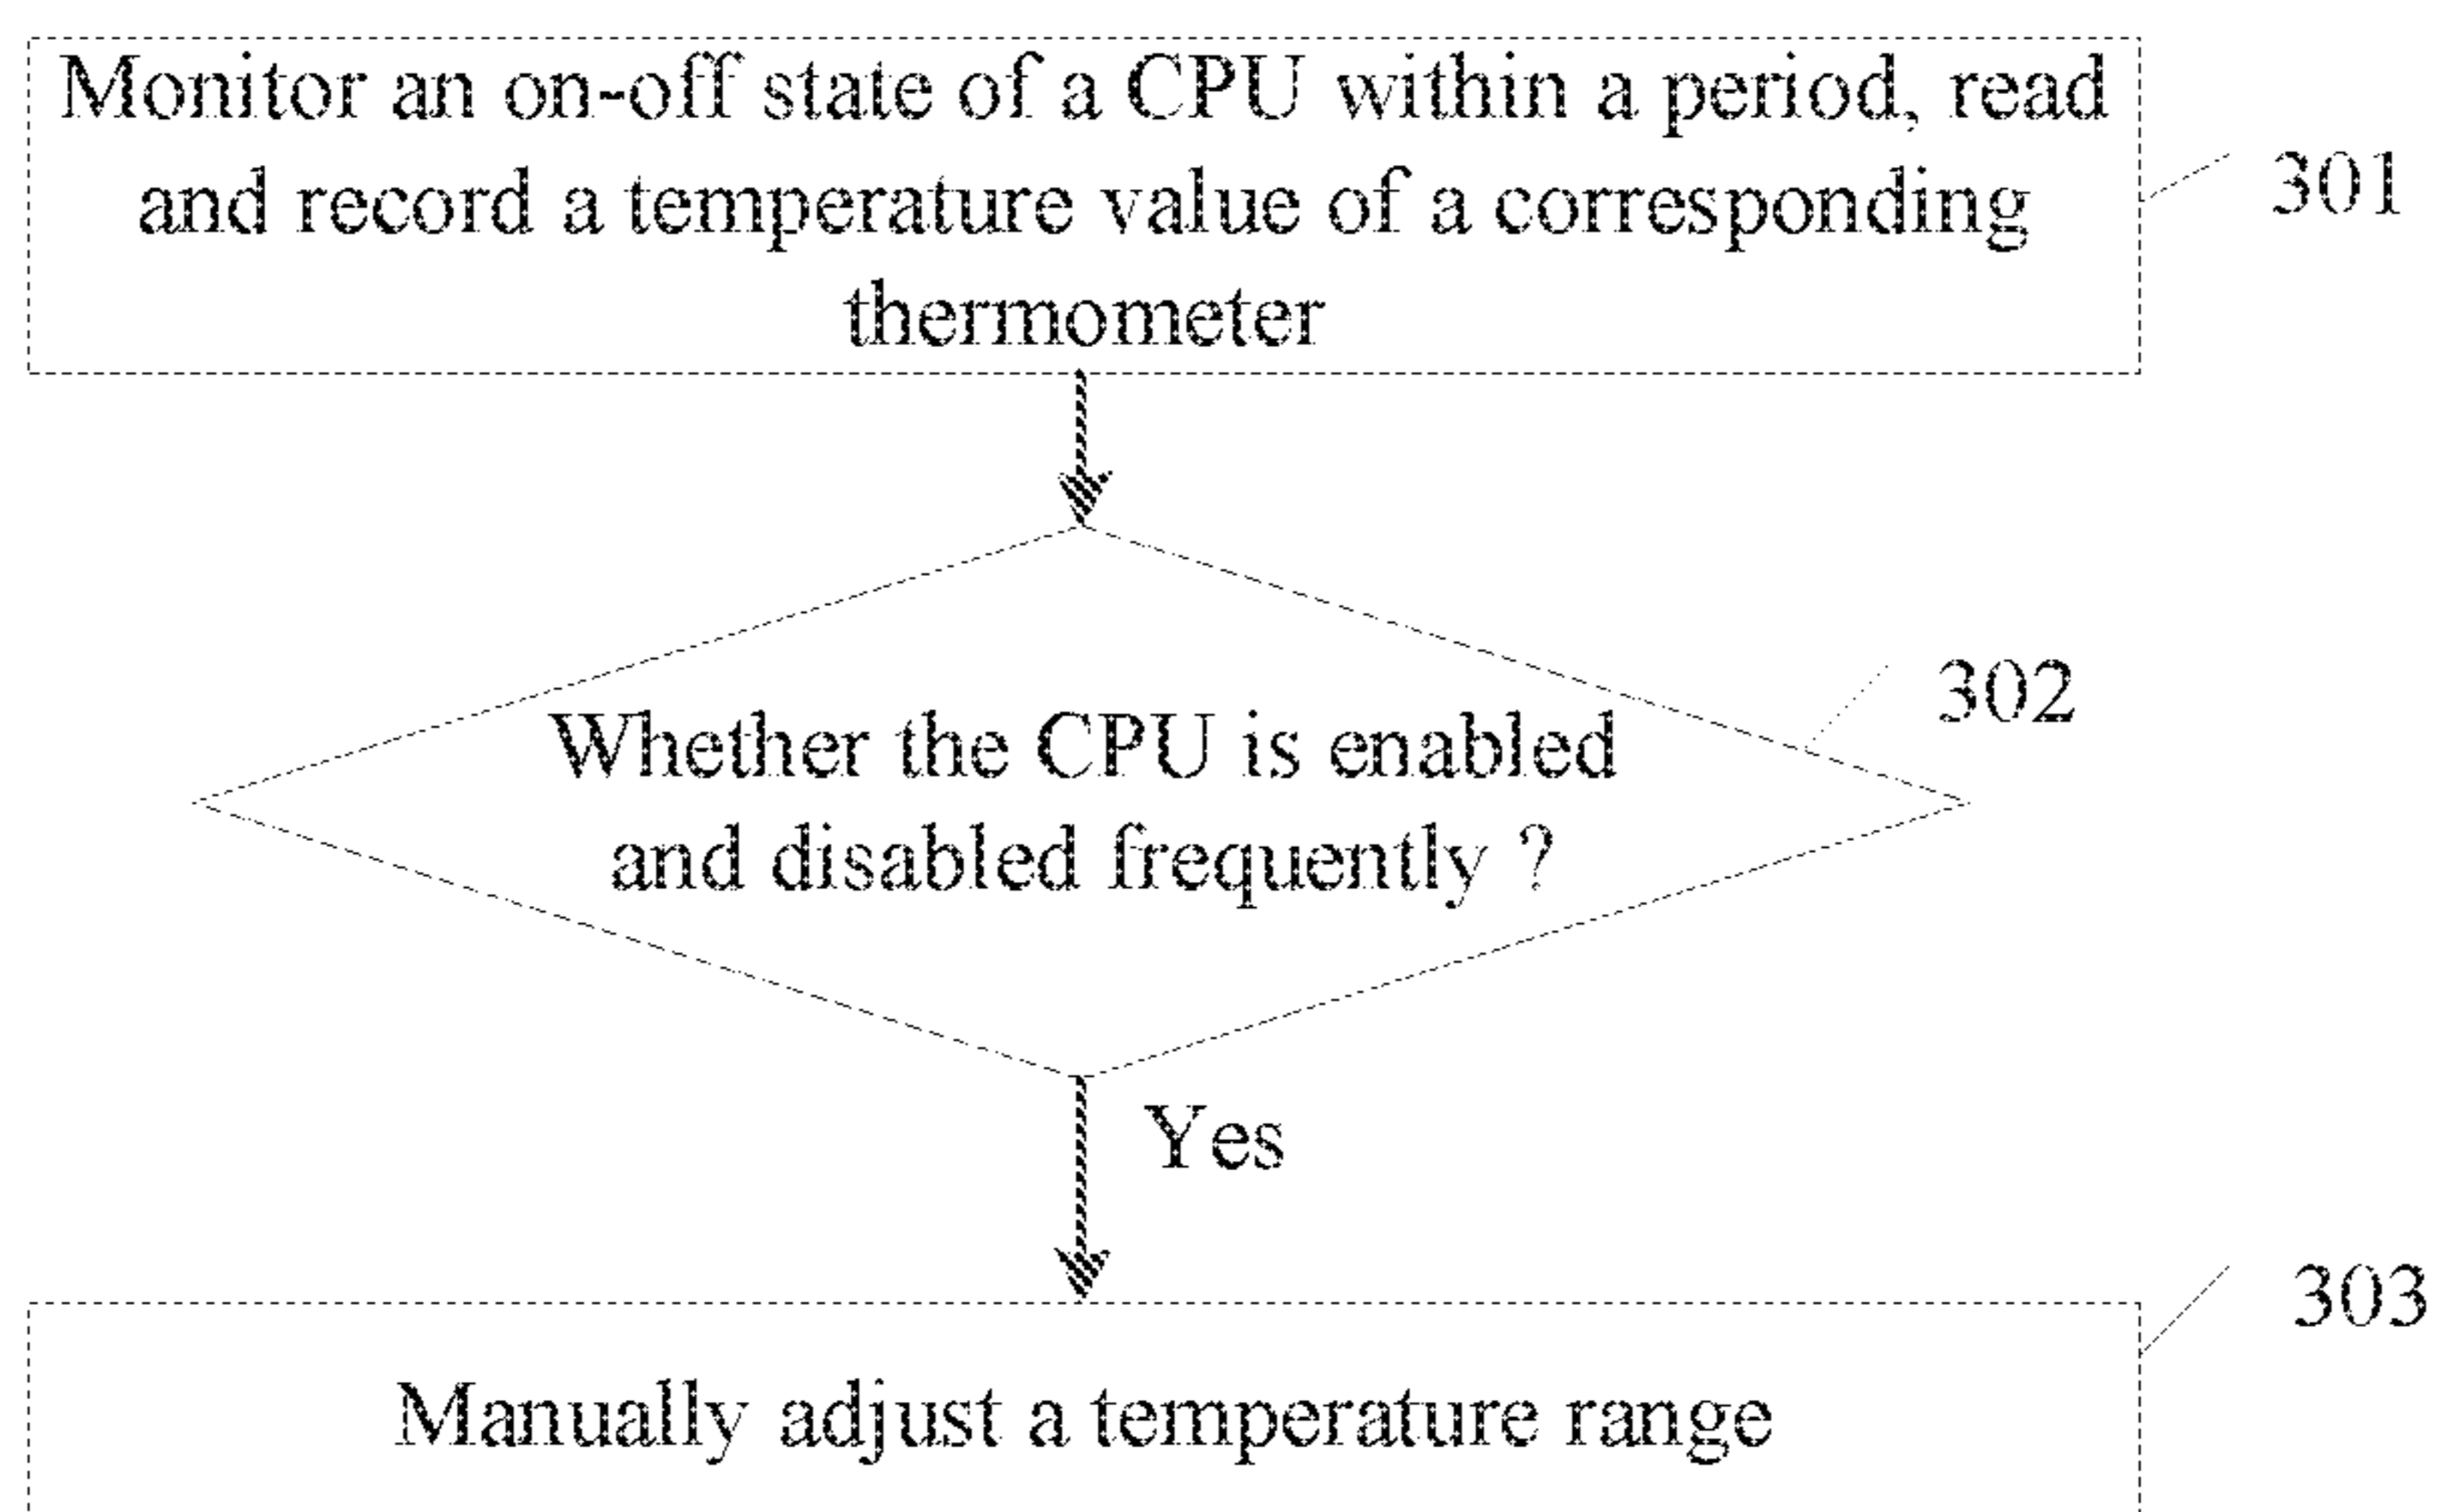 Monitor an on-off state of a CPU within a period, read
and record a temperature value of a corresponding
thermometer
301
302
Whether the CPU is enabled
and disabled frequently ?
Yes
303
Manually adjust a temperature range